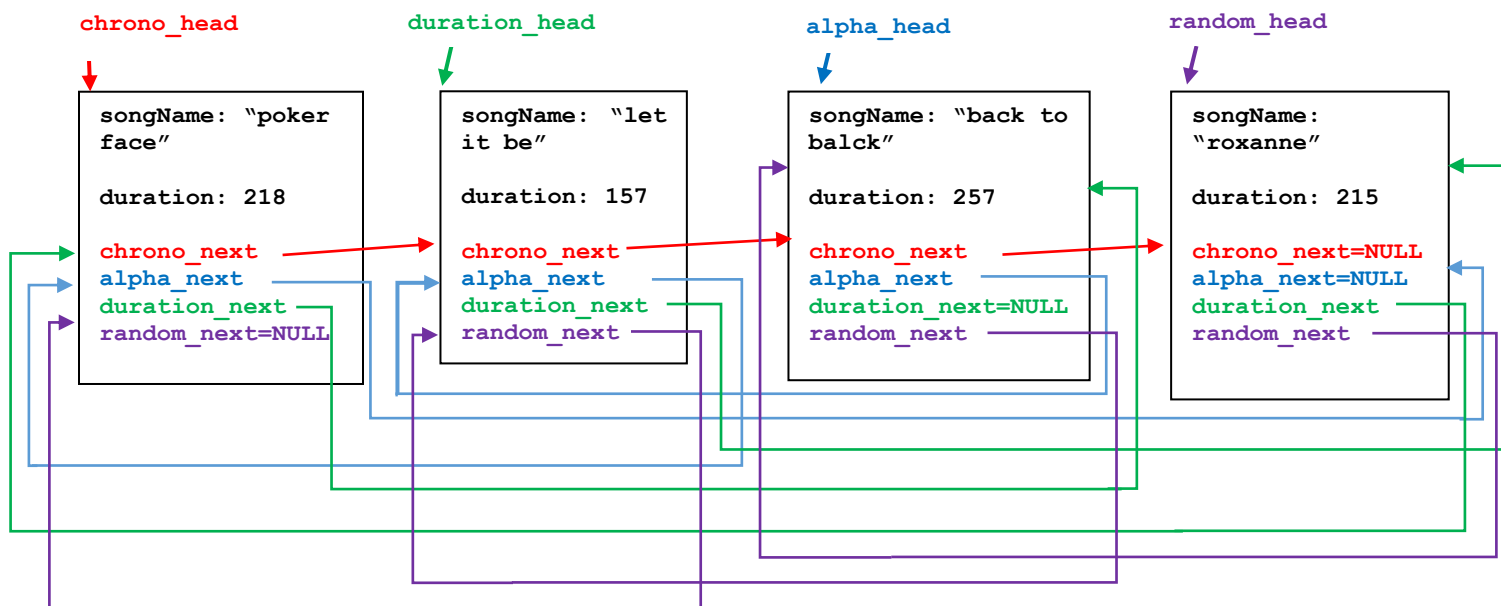 chrono_head
duration_head
alpha_head
random_head
songName: “poker
face”
duration: 218
chrono_next
alpha_next
duration_next
random_next=NULL
songName: “let
it be”
duration: 157
chrono_next
alpha_next
duration_next
random_next
songName: “back to
balck”
duration: 257
chrono_next
alpha_next
duration_next=NULL
random_next
songName:
“roxanne”
duration: 215
chrono_next=NULL
alpha_next=NULL
duration_next
random_next